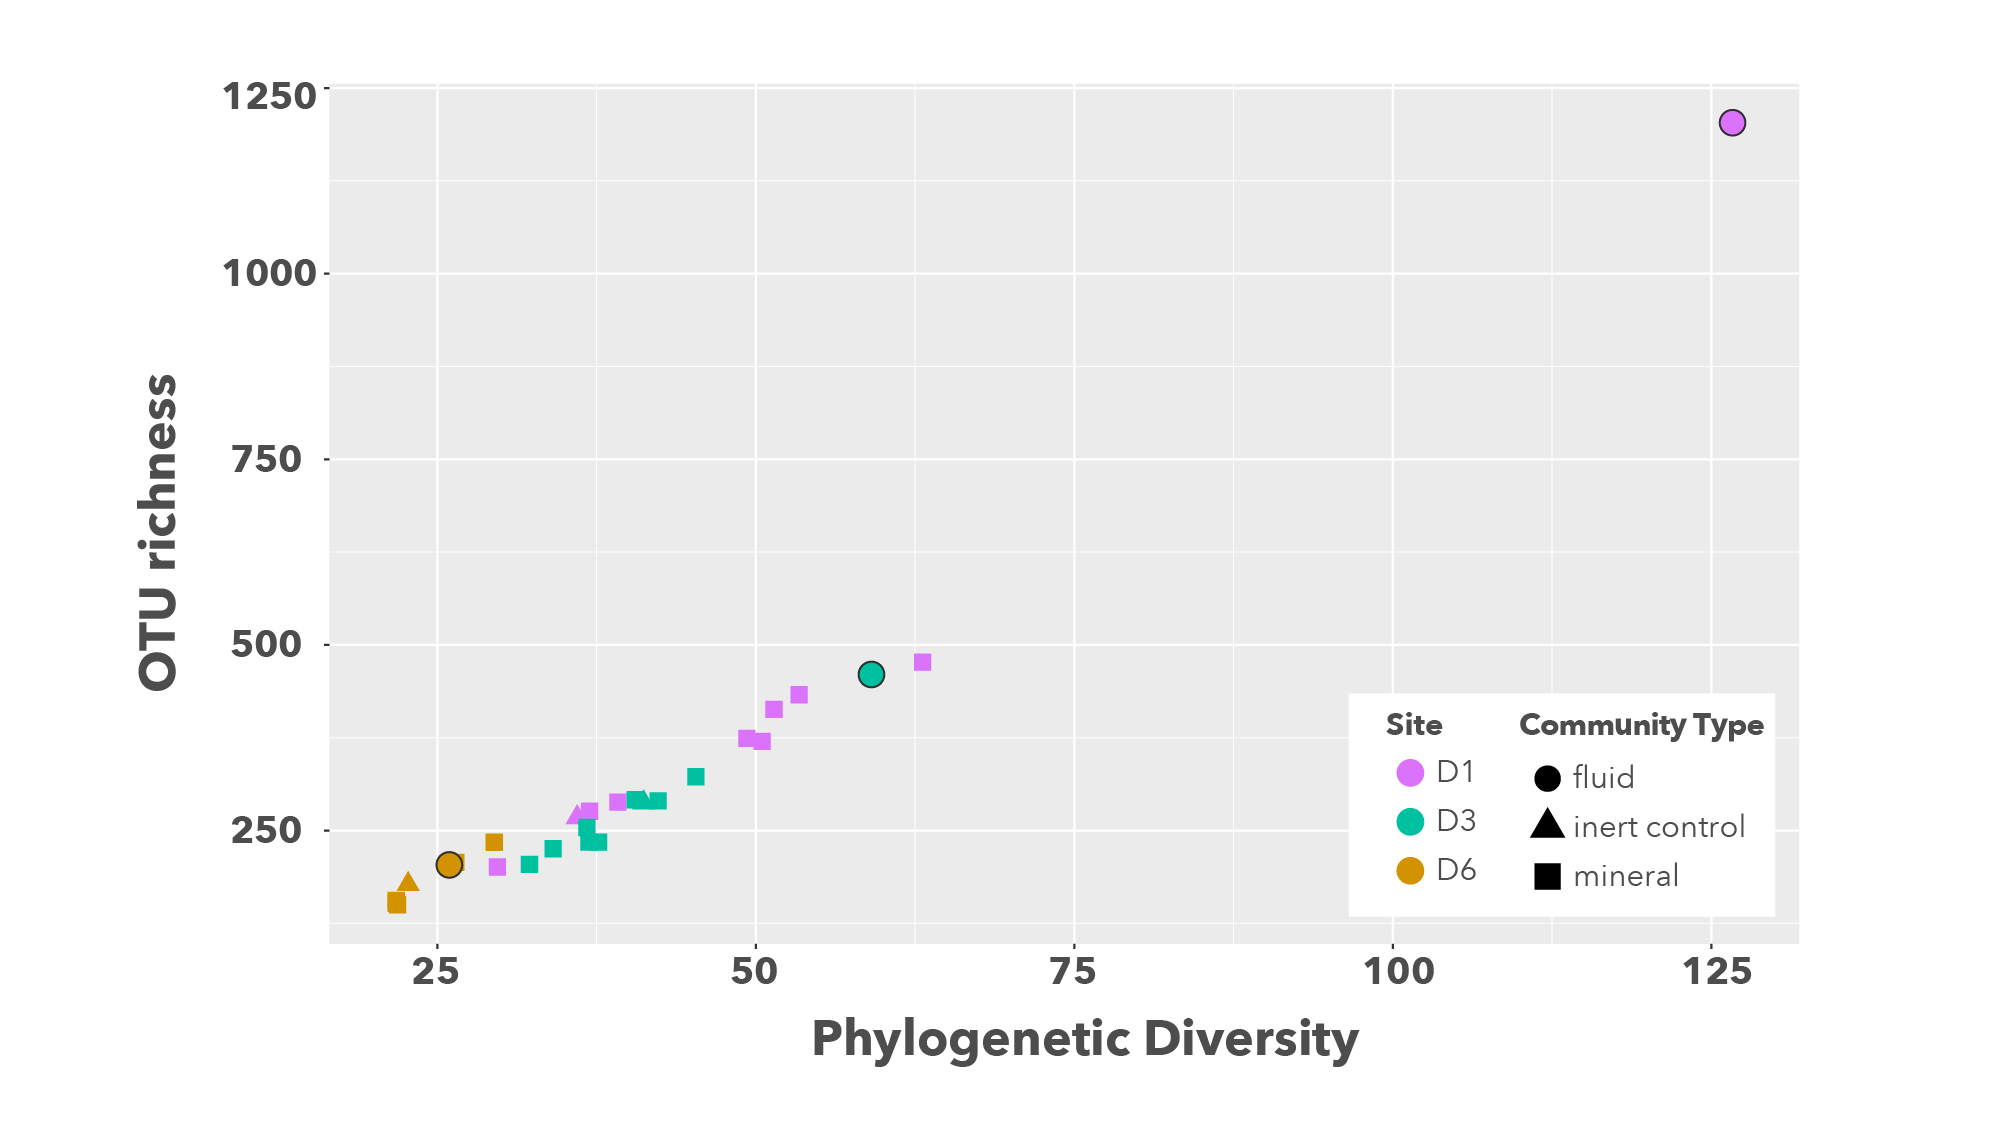 1250
1000
750
500
250
OTU richness
25
50
75
100
125
Phylogenetic Diversity
Site
D1
D3
D6
Community Type
fluid
inert control
mineral